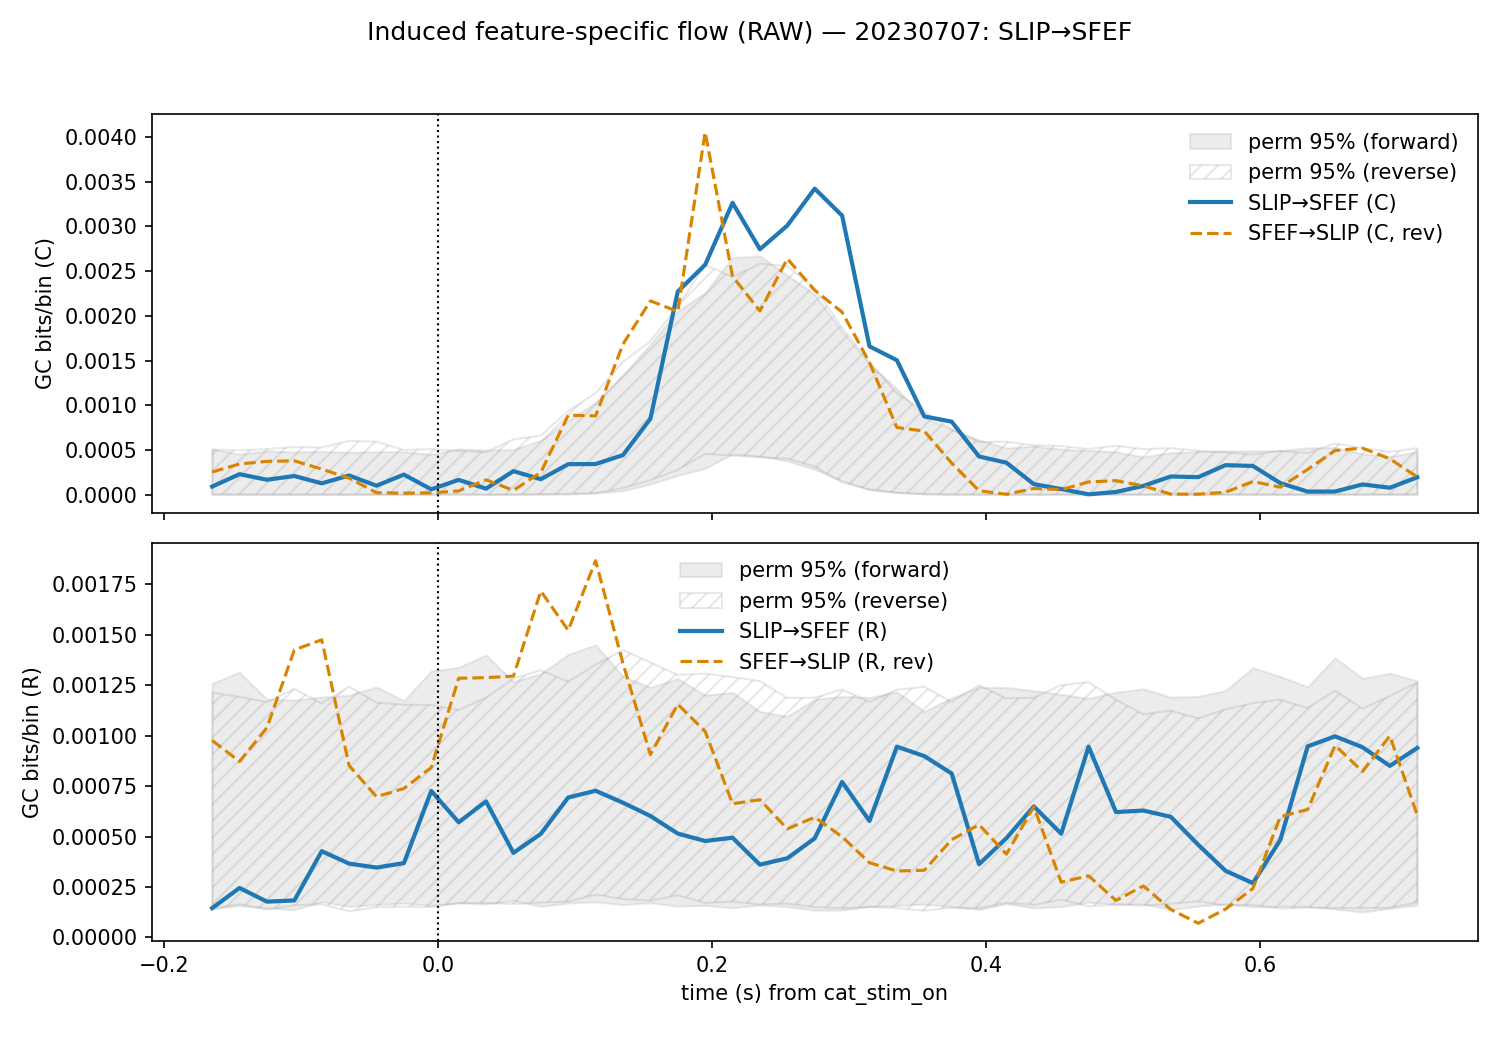 Induced feature-specific flow (RAW) — 20230707: SLIP→SFEF
GC bits/bin (C)
0.0040
0.0035
0.0030
0.0025
0.0020
0.0015
0.0010
0.0005
0.0000
perm 95% (forward)
perm 95% (reverse)
SLIP→SFEF (C)
SFEF→SLIP (C, rev)
GC bits/bin (R)
0.00175
0.00150
0.00125
0.00100
0.00075
0.00050
0.00025
0.00000
perm 95% (forward)
perm 95% (reverse)
SLIP→SFEF (R)
SFEF→SLIP (R, rev)
−0.2 0.0 0.2 0.4 0.6
time (s) from cat_stim_on